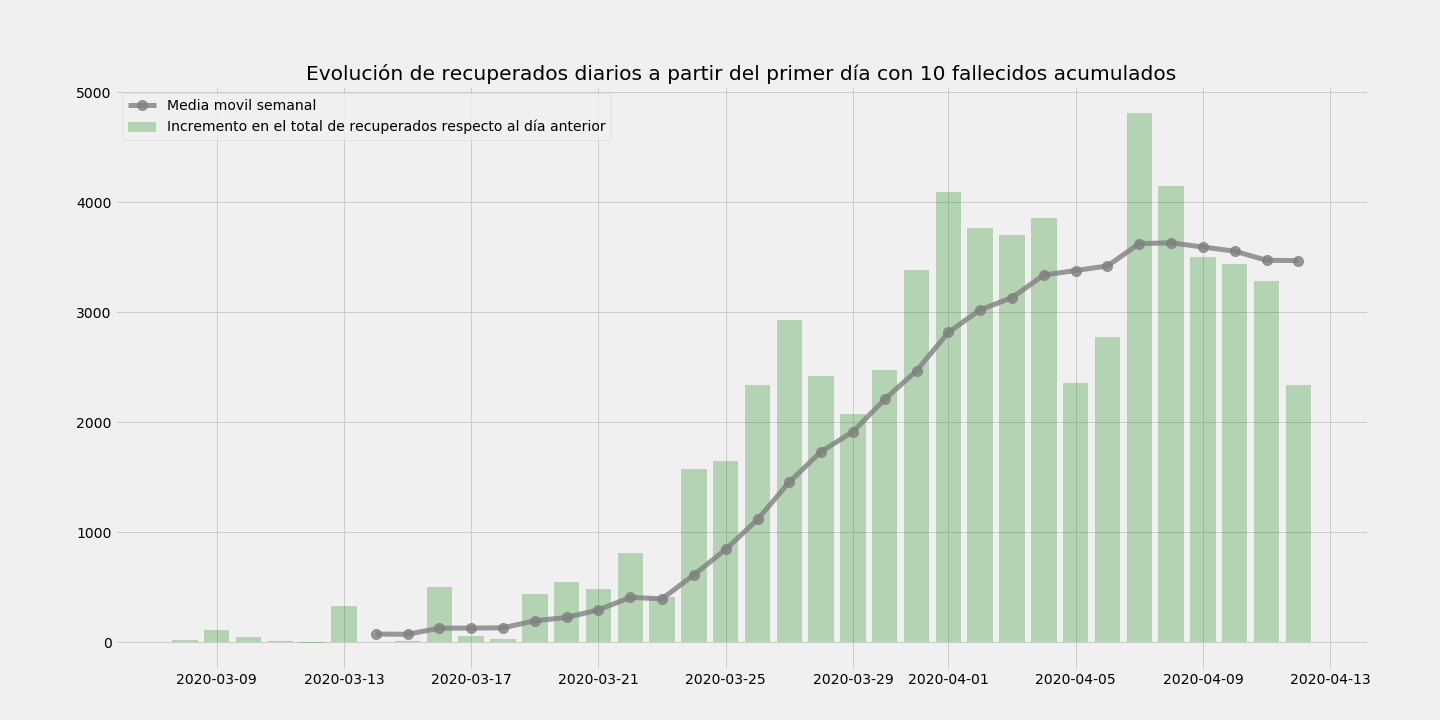 Evolución de recuperados diarios a partir del primer día con 10 fallecidos acumulados
Media movil semanal
Incremento en el total de recuperados respecto al día anterior
5000
4000
3000
2000
1000
0
2020-03-09 2020-03-13 2020-03-17 2020-03-21 2020-03-25 2020-03-29 2020-04-01 2020-04-05 2020-04-09 2020-04-13